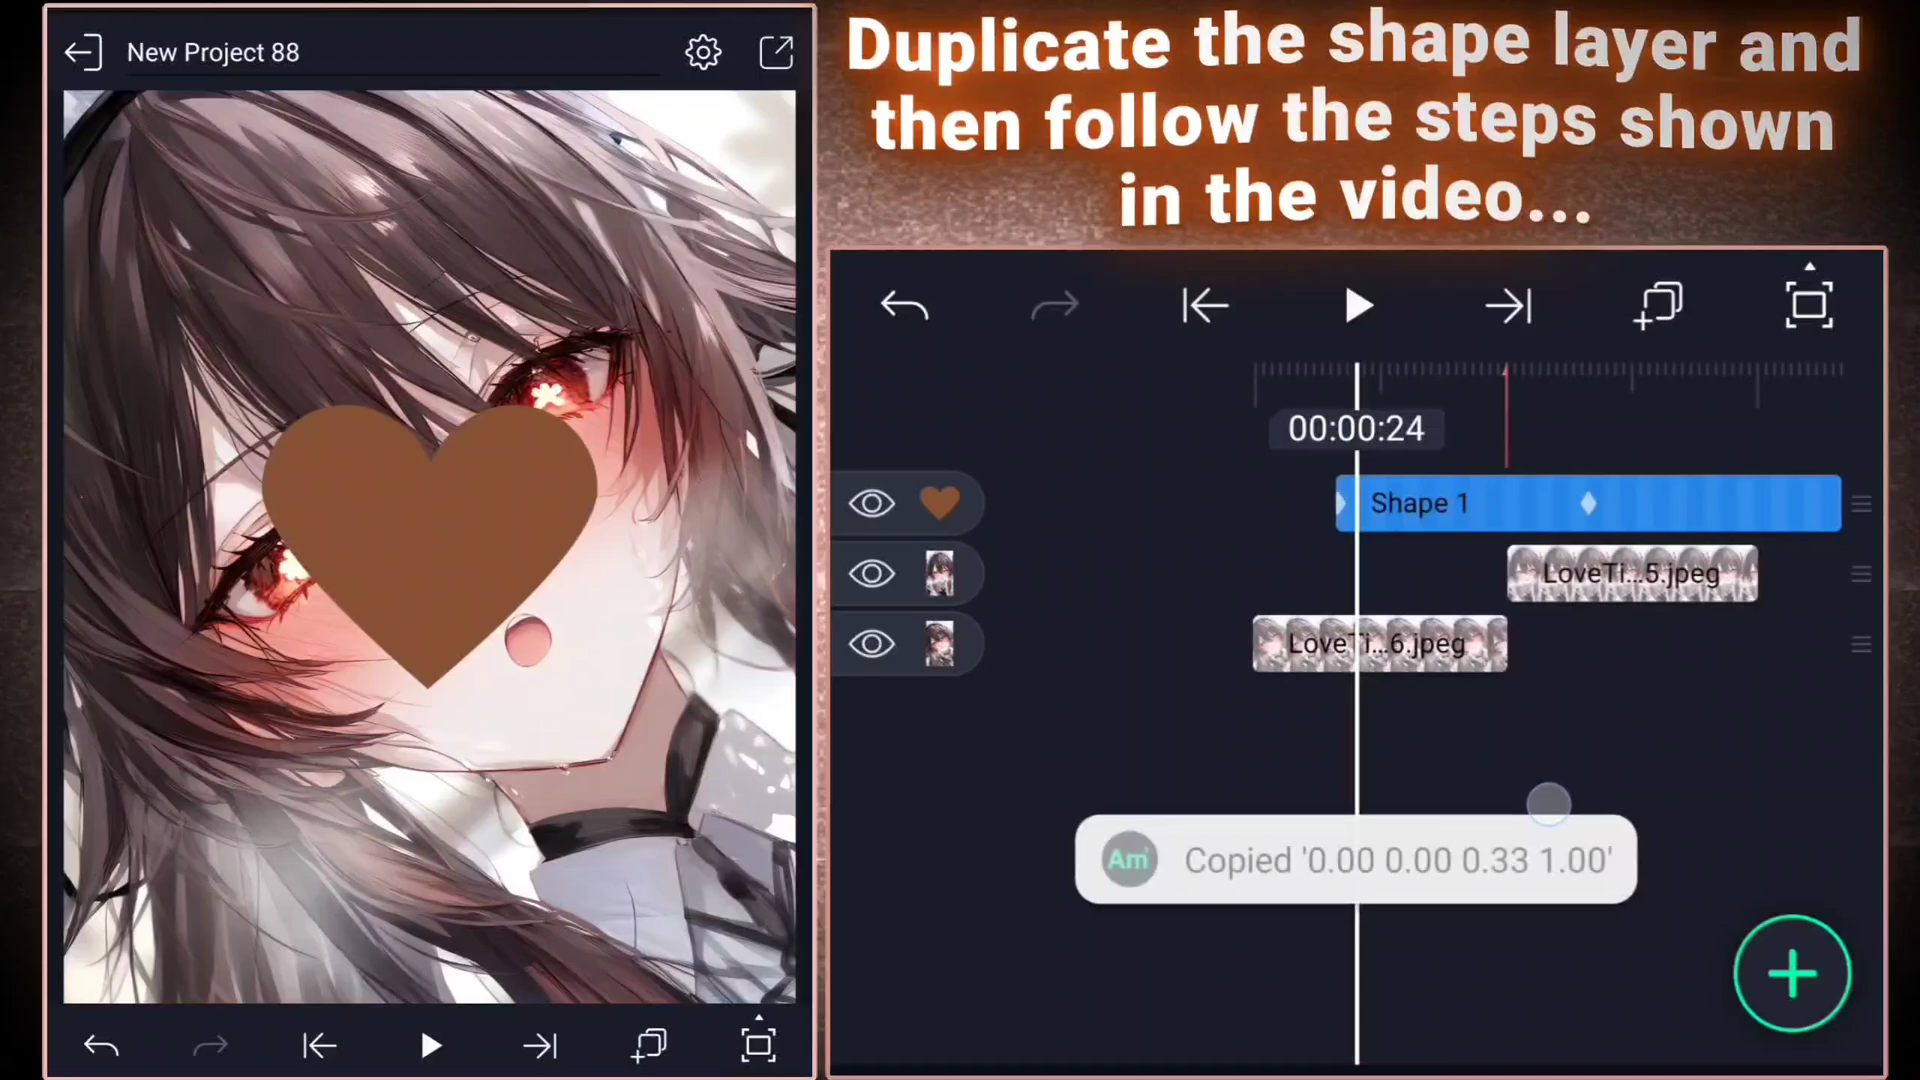 New Project 88
Duplicate the shape layer and
then follow the steps shown
in the video...
00:00:24
Shape 1
LoveTi...5.jpeg
LoveTi...6.jpeg
Am
Copied '0.00 0.00 0.33 1.00'